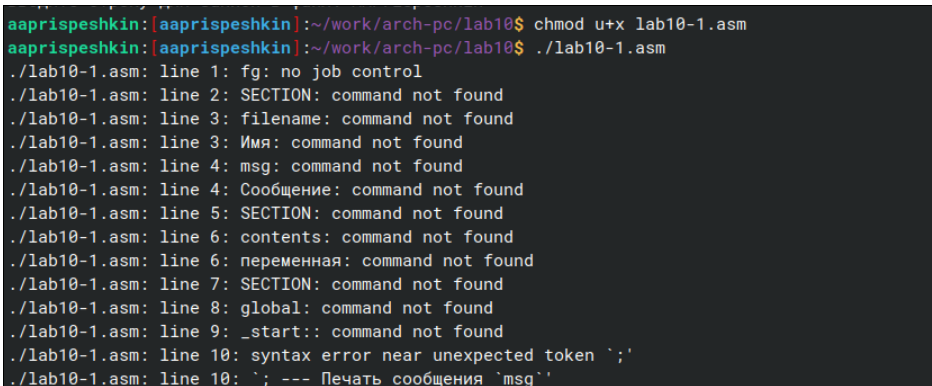 aaprispeshkin:[aaprispeshkin]:~/work/arch-pc/lab10$ chmod u+x lab10-1.asm
aaprispeshkin:[aaprispeshkin]:~/work/arch-pc/lab10$ ./lab10-1.asm
./lab10-1.asm: line 1: fg: no job control
./lab10-1.asm: line 2: SECTION: command not found
./lab10-1.asm: line 3: filename: command not found
./lab10-1.asm: line 3: Имя: command not found
./lab10-1.asm: line 4: msg: command not found
./lab10-1.asm: line 4: Сообщение: command not found
./lab10-1.asm: line 5: SECTION: command not found
./lab10-1.asm: line 6: contents: command not found
./lab10-1.asm: line 6: переменная: command not found
./lab10-1.asm: line 7: SECTION: command not found
./lab10-1.asm: line 8: global: command not found
./lab10-1.asm: line 9: _start:: command not found
./lab10-1.asm: line 10: syntax error near unexpected token `;'
./lab10-1.asm: line 10: `; --- Печать сообщения `msg`'